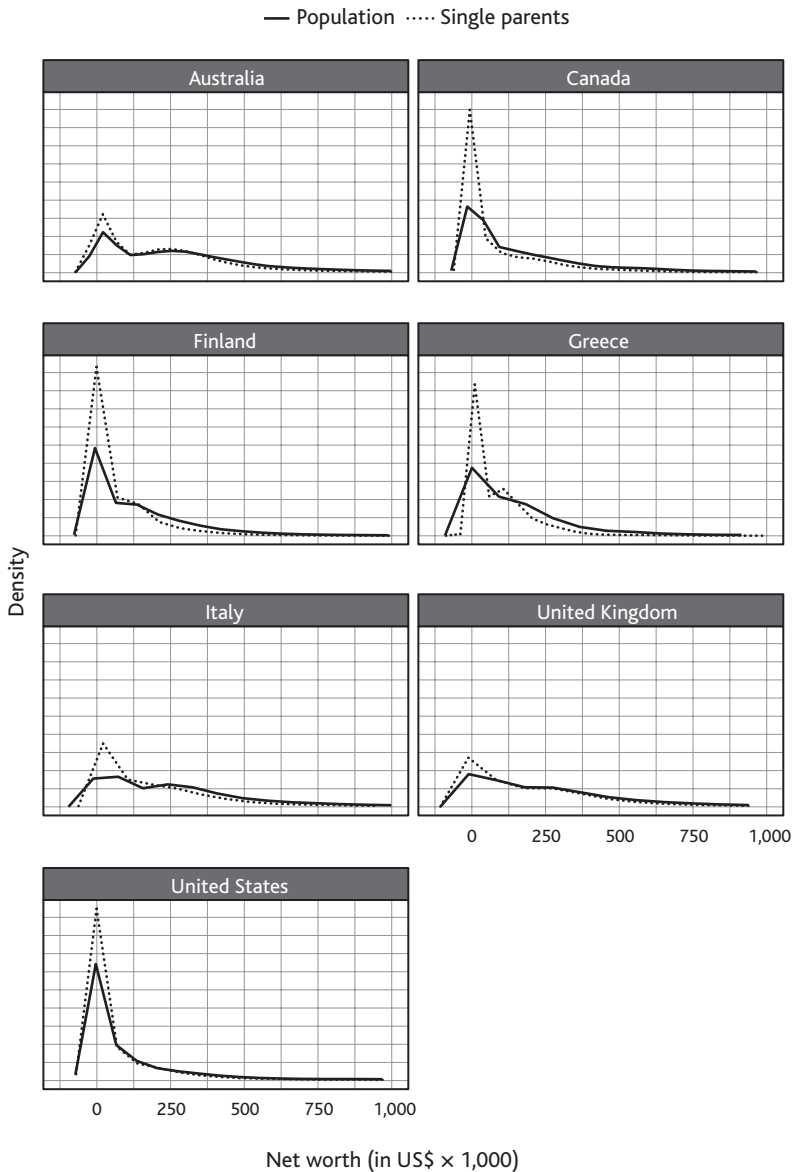 Population Single parents
Australia
Canada
Finland
Greece
Density
Italy
United Kingdom
0 250 500 750 1,000
United States
0 250 500 750 1,000
Net worth (in US$ × 1,000)